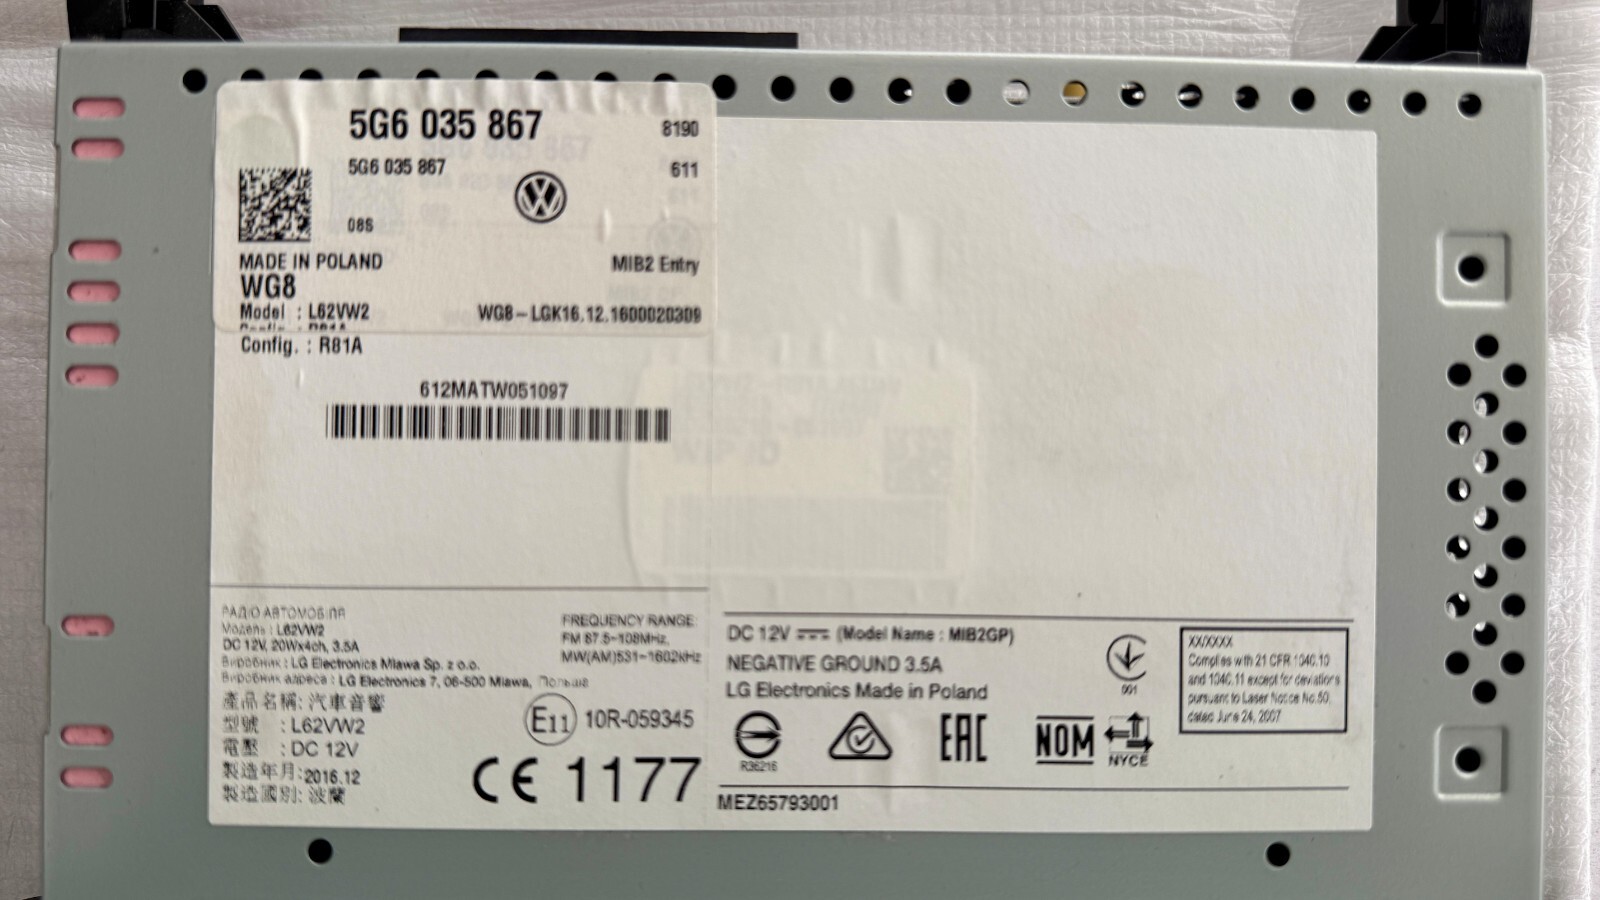 5G6 035 867
8190
5G6 035 867
611
08S
MADE IN POLAND
MIB2 Entry
WG8
Model : L62VW2
WG8-LGK16.12.1600020309
Config. : R81A
612MATW051097
РАДІО АВТОМОБІЛЯ
Модель : L62VW2
DC 12V, 20Wx4ch, 3.5A
Виробник : LG Electronics Mlawa Sp. z o.o.
Виробник адреса : LG Electronics 7, 06-500 Mlawa, Польша
FREQUENCY RANGE:
FM 87.5~108MHz,
MW(AM)531~1602kHz
產品名稱: 汽車音響
型號 : L62VW2
電壓 : DC 12V
製造年月: 2016.12
製造國別: 波蘭
E11 10R-059345
CE 1177
DC 12V (Model Name : MIB2GP)
NEGATIVE GROUND 3.5A
LG Electronics Made in Poland
001
XX/XXXX
Complies with 21 CFR 1040.10
and 1040.11 except for deviations
pursuant to Laser Notice No.50,
dated June 24, 2007
R36216
EAC
NOM
NYCE
MEZ65793001